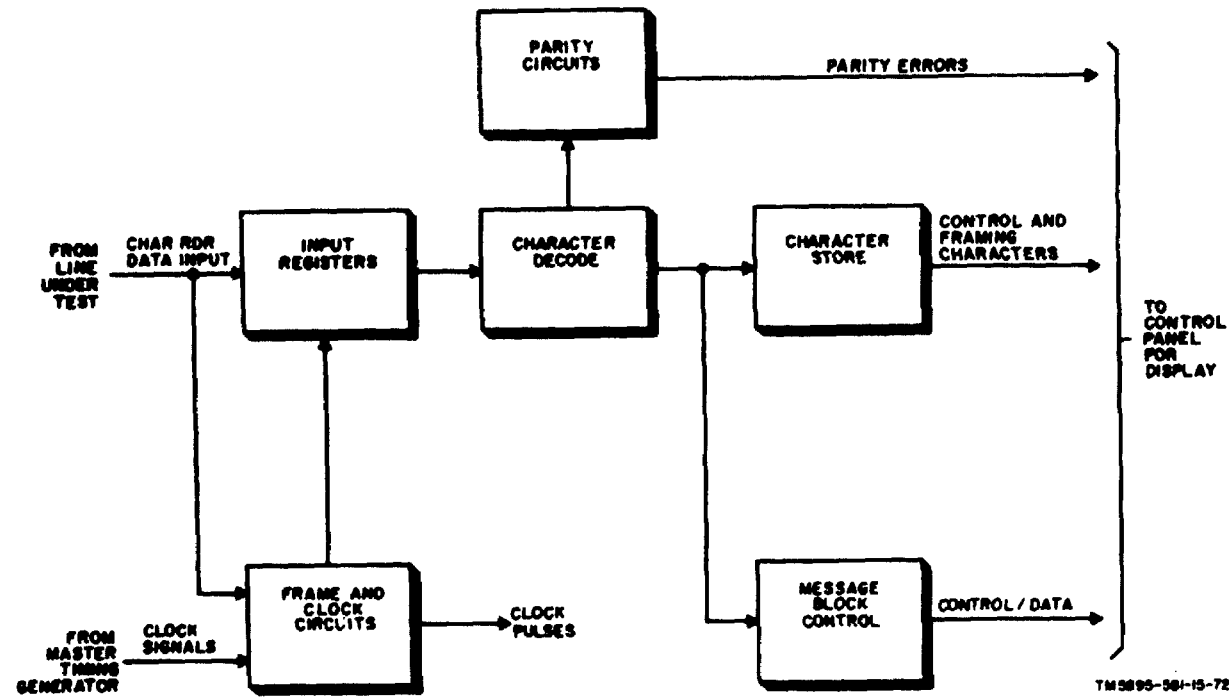 PARITY
CIRCUITS
PARITY ERRORS
FROM
LINE
UNDER
TEST
CHAR RDR
DATA INPUT
INPUT
REGISTERS
CHARACTER
DECODE
CHARACTER
STORE
CONTROL AND
FRAMING
CHARACTERS
TO
CONTROL
PANEL
FOR
DISPLAY
FROM
MASTER
TIMING
GENERATOR
CLOCK
SIGNALS
FRAME AND
CLOCK
CIRCUITS
CLOCK
PULSES
MESSAGE
BLOCK
CONTROL
CONTROL / DATA
TM5895-581-15-72